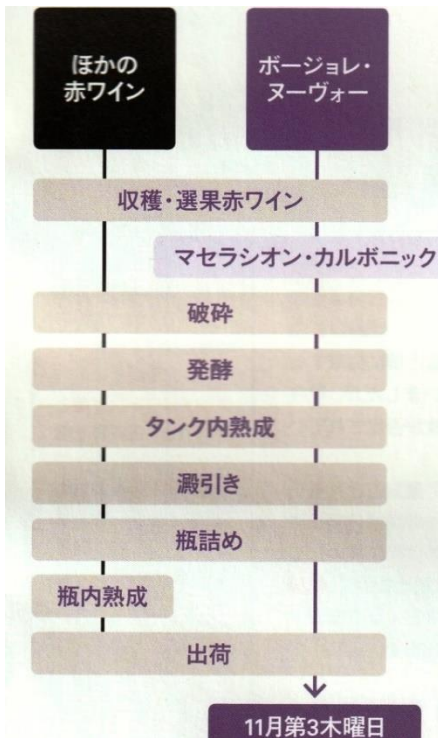 ほかの
赤ワイン
ボージョレ・
ヌーヴォー
収穫・選果赤ワイン
マセラシオン・カルボニック
破砕
発酵
タンク内熟成
澱引き
瓶詰め
瓶内熟成
出荷
11月第3木曜日